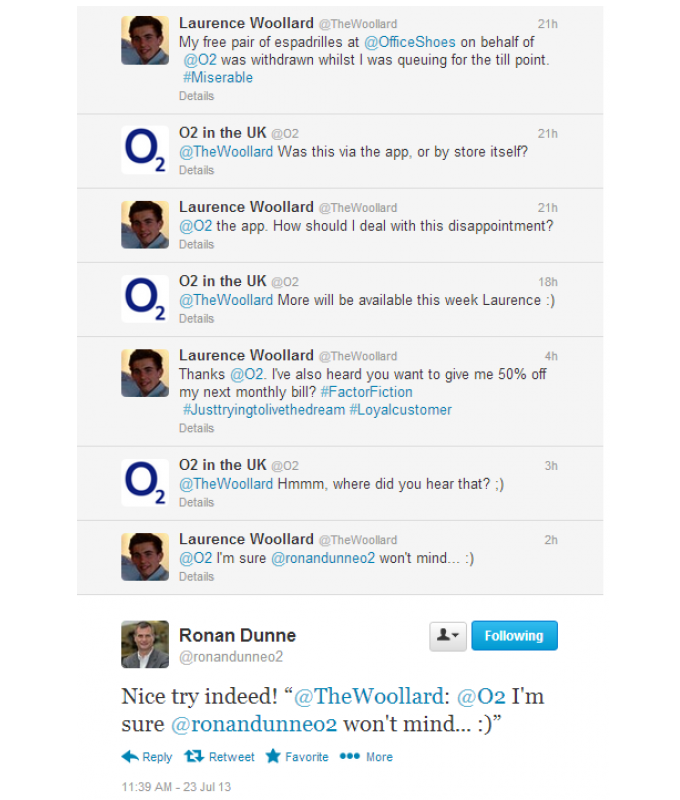 Laurence Woollard @TheWoollard 21h
My free pair of espadrilles at @OfficeShoes on behalf of
@O2 was withdrawn whilst I was queuing for the till point.
#Miserable
Details
O2
O2 in the UK @O2 21h
@TheWoollard Was this via the app, or by store itself?
Details
Laurence Woollard @TheWoollard 21h
@O2 the app. How should I deal with this disappointment?
Details
O2
O2 in the UK @O2 18h
@TheWoollard More will be available this week Laurence :)
Details
Laurence Woollard @TheWoollard 4h
Thanks @O2. I've also heard you want to give me 50% off
my next monthly bill? #FactorFiction
#Justtryingtolivethedream #Loyalcustomer
Details
O2
O2 in the UK @O2 3h
@TheWoollard Hmmm, where did you hear that? ;)
Details
Laurence Woollard @TheWoollard 2h
@O2 I'm sure @ronandunneo2 won't mind... :)
Details
Ronan Dunne
@ronandunneo2
Following
Nice try indeed! “@TheWoollard: @O2 I'm
sure @ronandunneo2 won't mind... :)”
Reply Retweet Favorite More
11:39 AM - 23 Jul 13